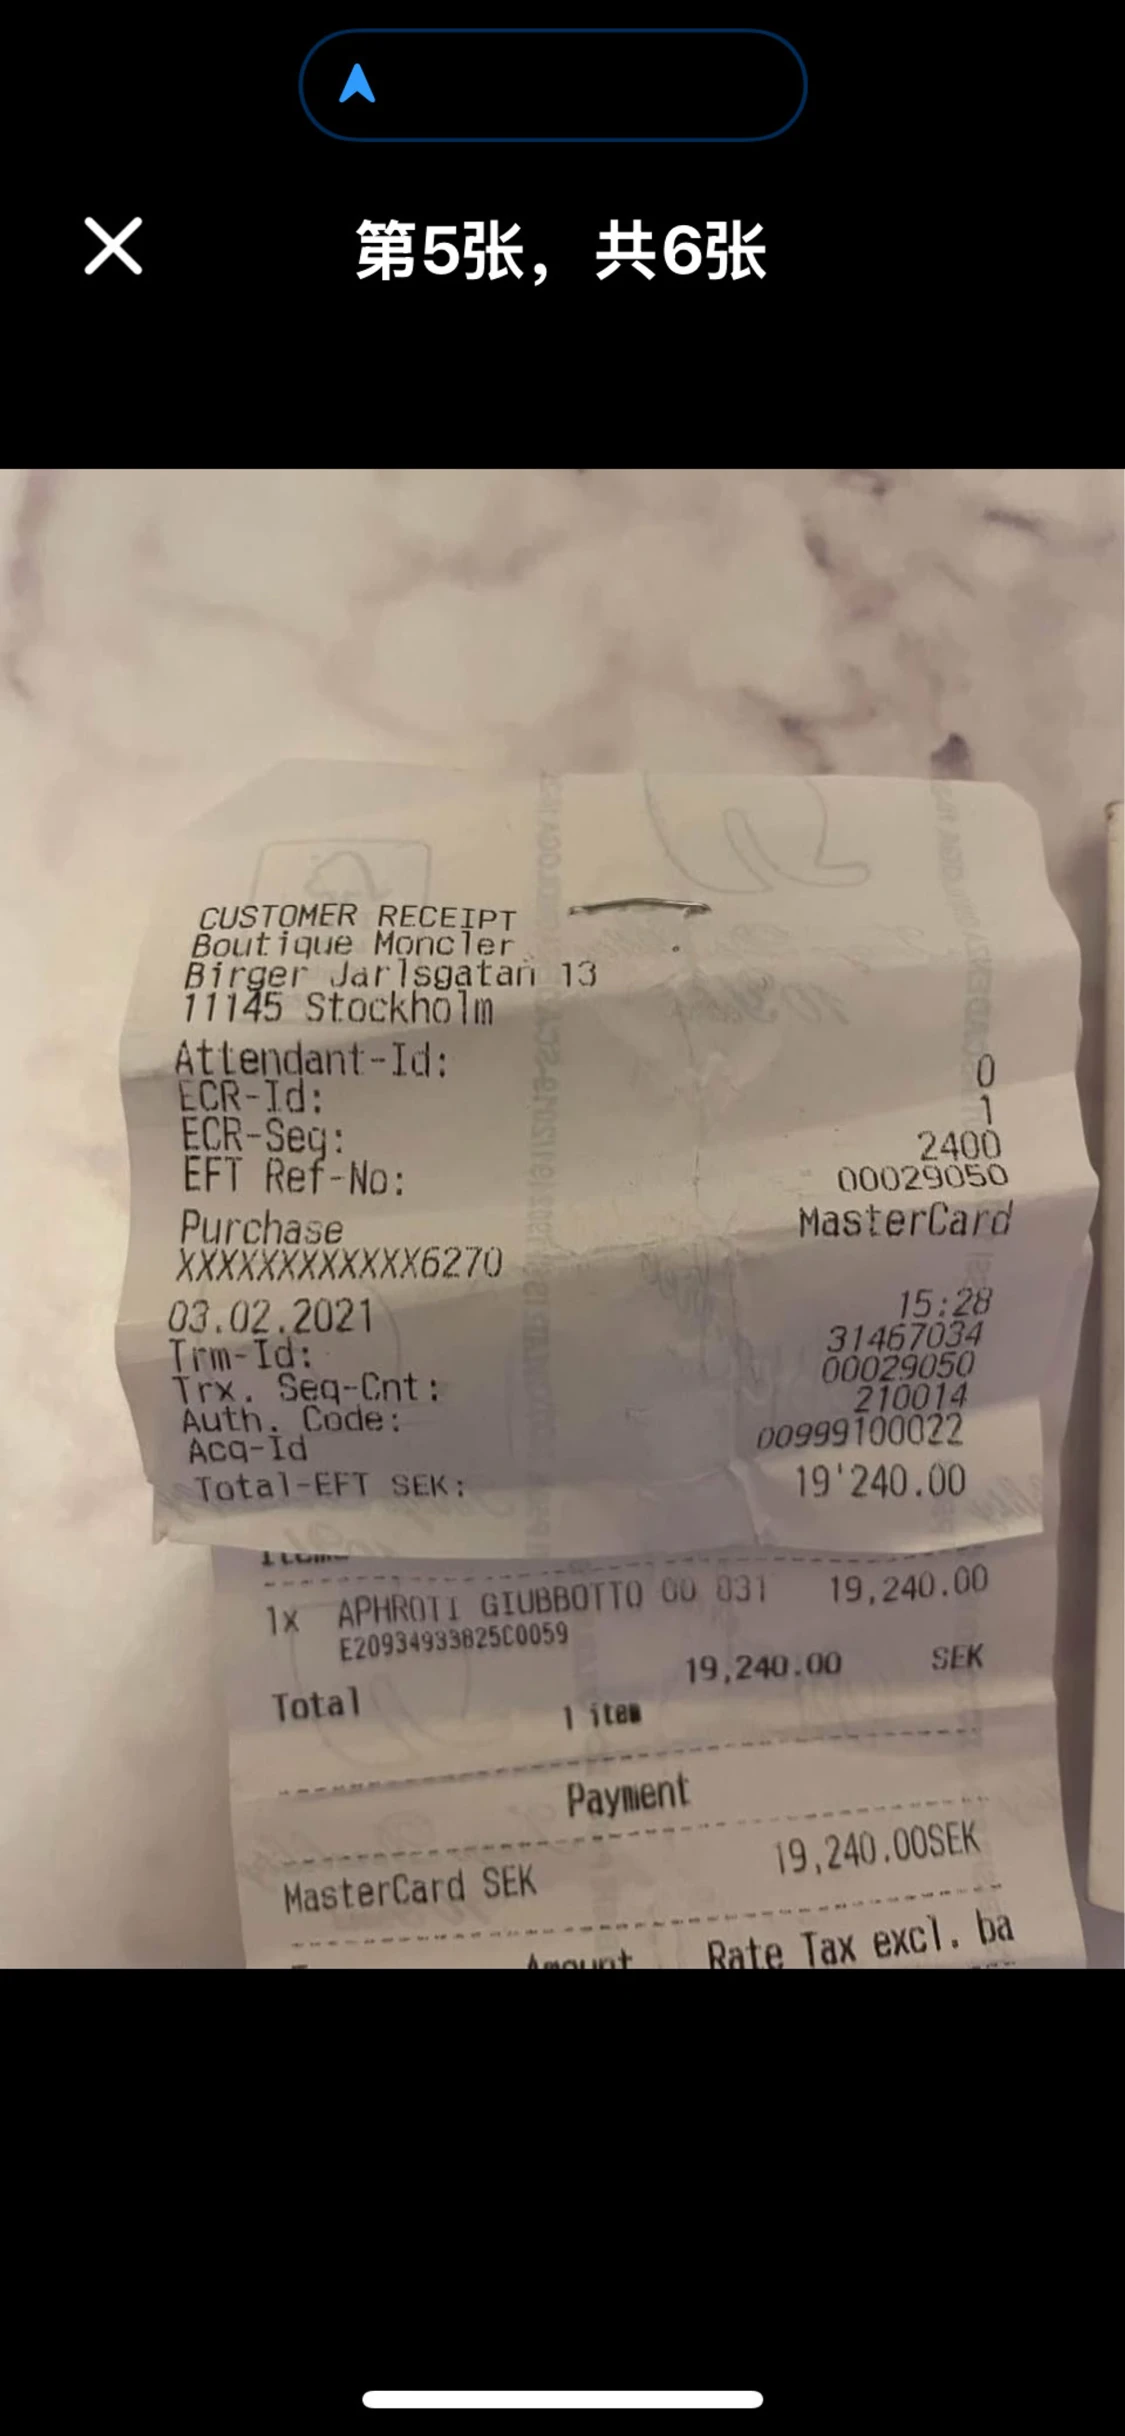 第5张，共6张
CUSTOMER RECEIPT
Boutique Moncler
Birger Jarlsgatan 13
11145 Stockholm
Attendant-Id: 0
ECR-Id: 1
ECR-Seq: 2400
EFT Ref-No: 00029050
Purchase MasterCard
XXXXXXXXXXXX6270
03.02.2021 15:28
Trm-Id: 31467034
Trx. Seq-Cnt: 00029050
Auth. Code: 210014
Acq-Id 00999100022
Total-EFT SEK: 19'240.00
1x APHROTI GIUBBOTTO 00 031 19,240.00
E20934933825C0059
19,240.00 SEK
Total
1 item
Payment
MasterCard SEK 19,240.00SEK
Amount Rate Tax excl. ba